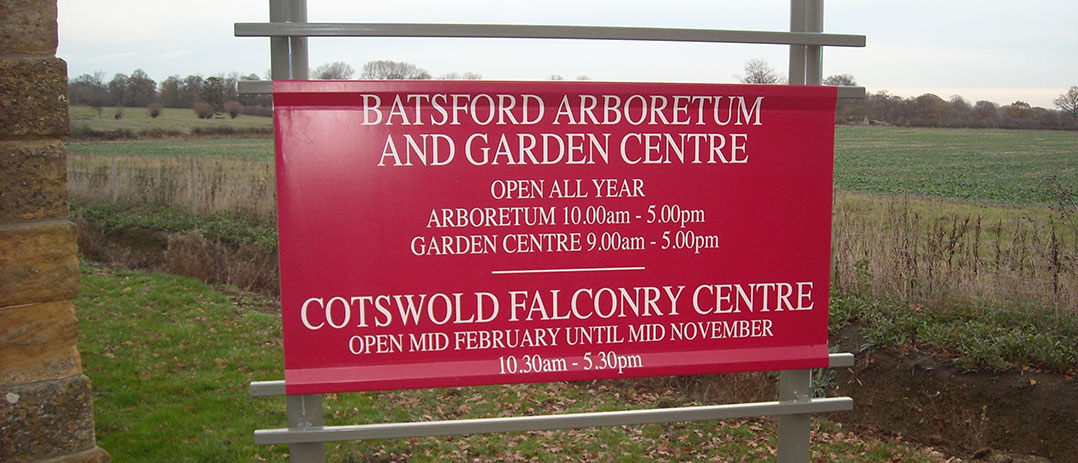 BATSFORD ARBORETUM
AND GARDEN CENTRE
OPEN ALL YEAR
ARBORETUM 10.00am - 5.00pm
GARDEN CENTRE 9.00am - 5.00pm
COTSWOLD FALCONRY CENTRE
OPEN MID FEBRUARY UNTIL MID NOVEMBER
10.30am - 5.30pm